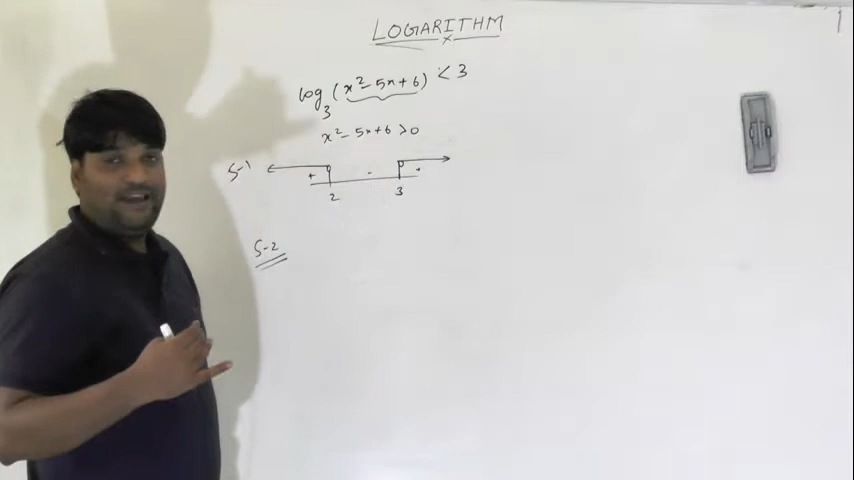 LOGARITHM
x
log₃ (x² - 5x + 6) < 3
x² - 5x + 6 > 0
S-1
+ - +
2 3
S-2